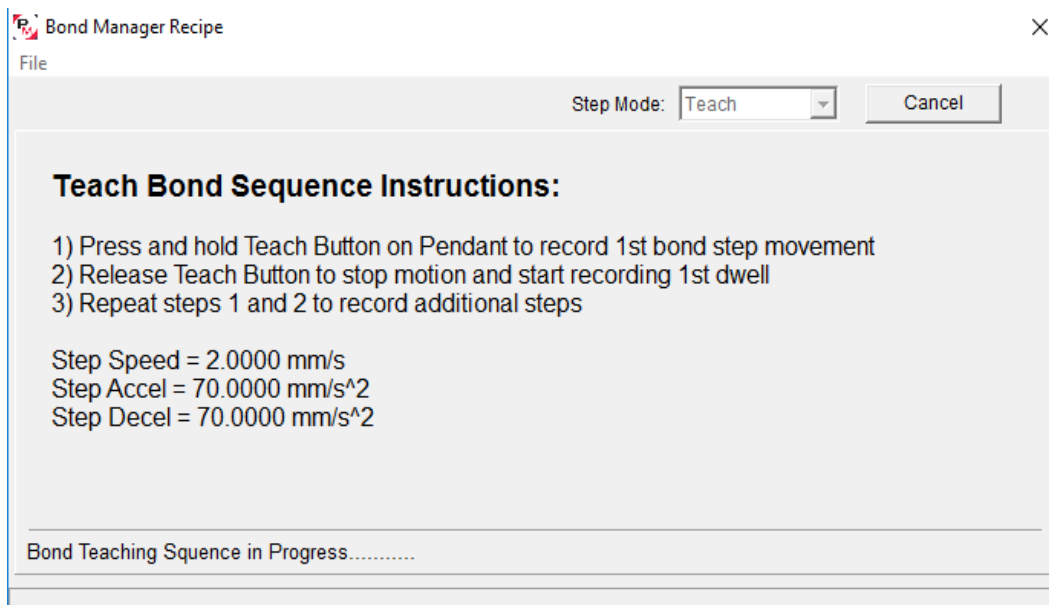 Bond Manager Recipe
File
Step Mode: Teach Cancel
Teach Bond Sequence Instructions:
1) Press and hold Teach Button on Pendant to record 1st bond step movement
2) Release Teach Button to stop motion and start recording 1st dwell
3) Repeat steps 1 and 2 to record additional steps
Step Speed = 2.0000 mm/s
Step Accel = 70.0000 mm/s^2
Step Decel = 70.0000 mm/s^2
Bond Teaching Squence in Progress...........